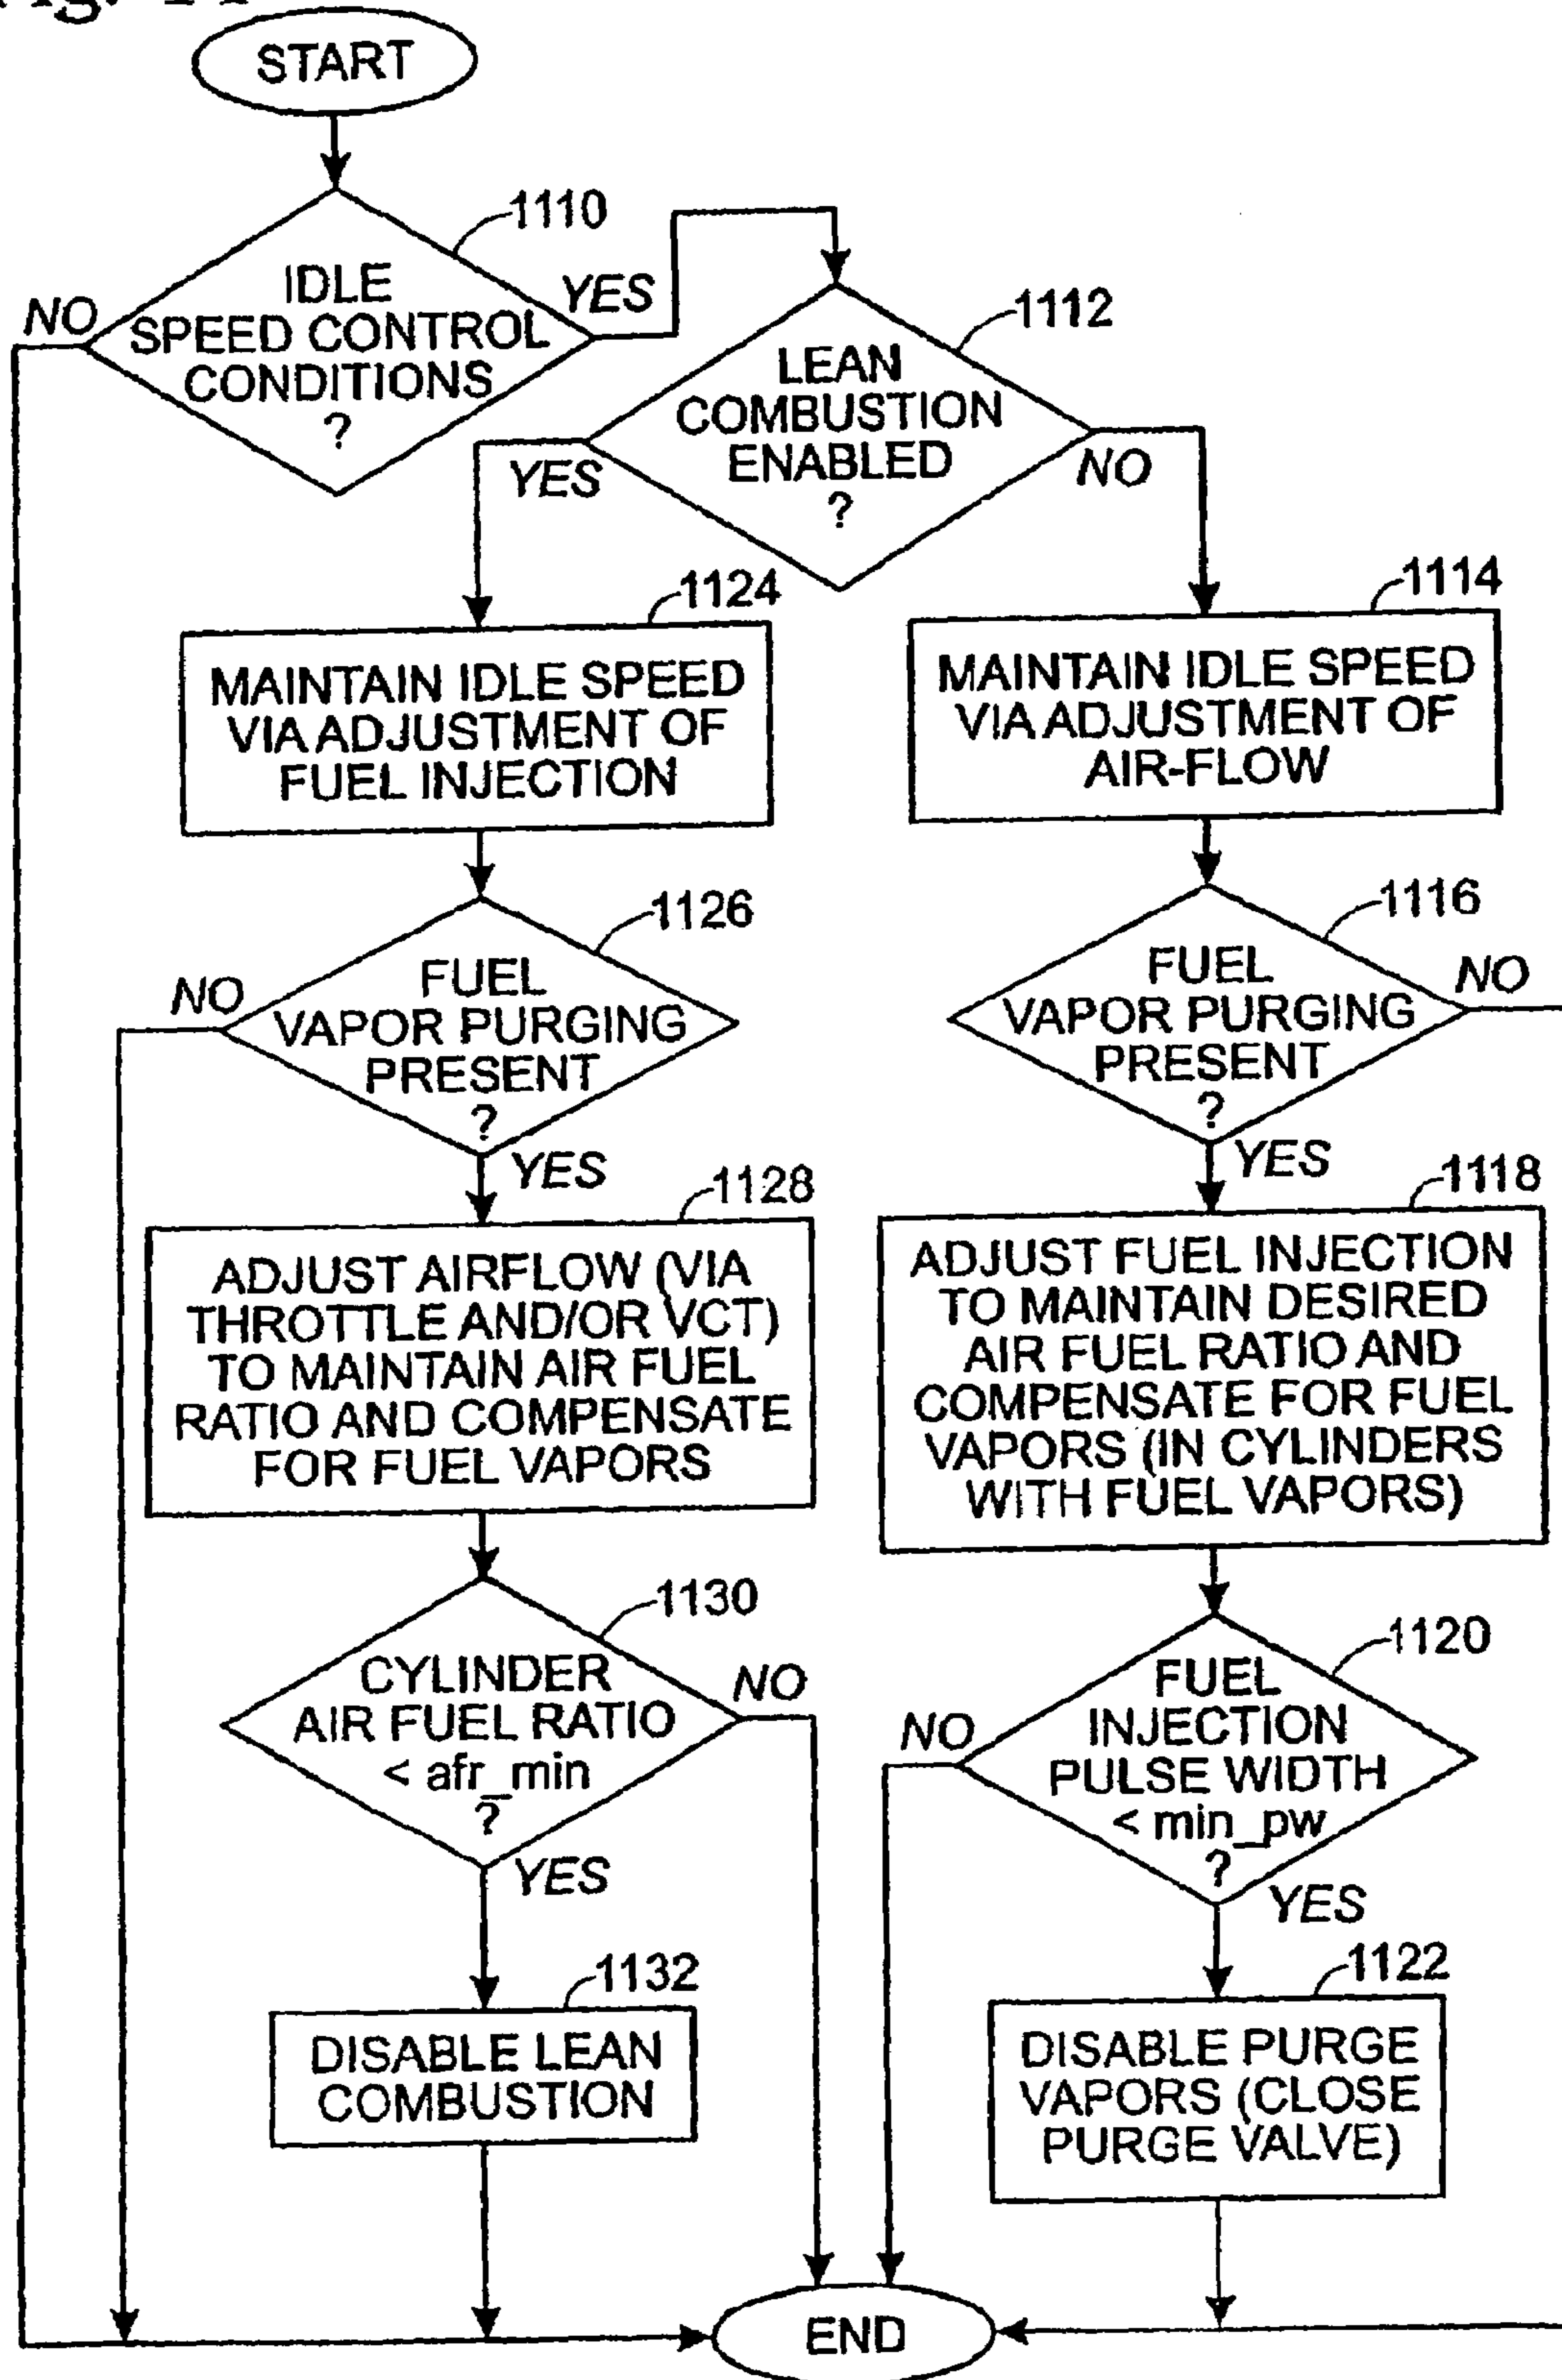 START
1110
IDLE
SPEED CONTROL
CONDITIONS
?
NO
YES
1112
LEAN
COMBUSTION
ENABLED
?
YES
NO
1124
MAINTAIN IDLE SPEED
VIA ADJUSTMENT OF
FUEL INJECTION
1114
MAINTAIN IDLE SPEED
VIA ADJUSTMENT OF
AIR-FLOW
1126
FUEL
VAPOR PURGING
PRESENT
?
NO
YES
1116
FUEL
VAPOR PURGING
PRESENT
?
NO
YES
1128
ADJUST AIRFLOW (VIA
THROTTLE AND/OR VCT)
TO MAINTAIN AIR FUEL
RATIO AND COMPENSATE
FOR FUEL VAPORS
1118
ADJUST FUEL INJECTION
TO MAINTAIN DESIRED
AIR FUEL RATIO AND
COMPENSATE FOR FUEL
VAPORS (IN CYLINDERS
WITH FUEL VAPORS)
1130
CYLINDER
AIR FUEL RATIO
< afr_min
?
NO
YES
1120
FUEL
INJECTION
PULSE WIDTH
< min_pw
?
NO
YES
1132
DISABLE LEAN
COMBUSTION
1122
DISABLE PURGE
VAPORS (CLOSE
PURGE VALVE)
END